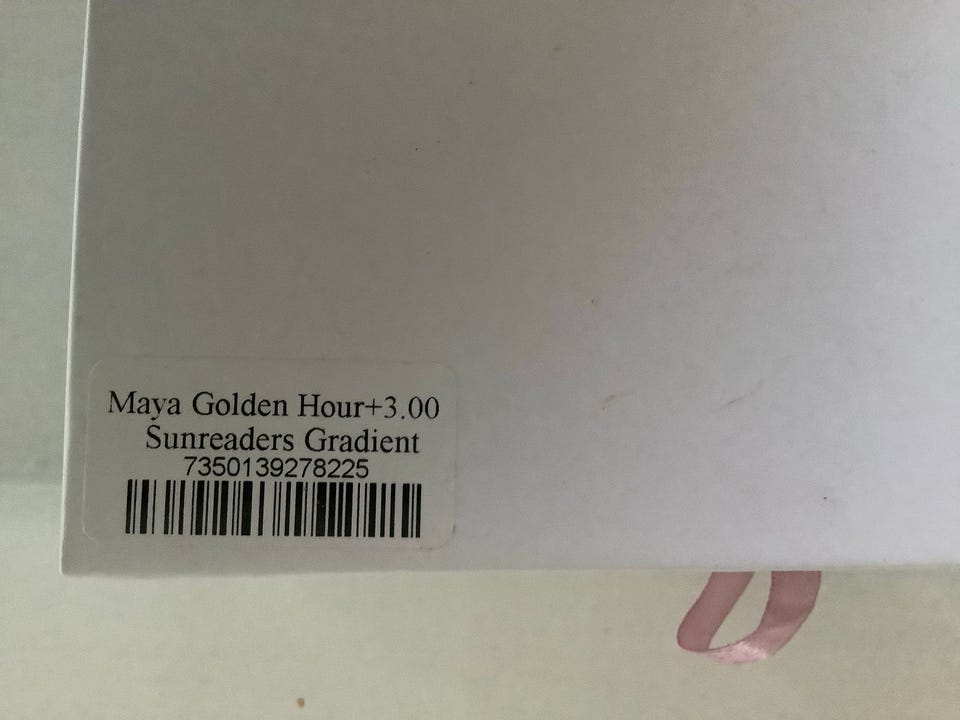 Maya Golden Hour+3.00
Sunreaders Gradient
7350139278225